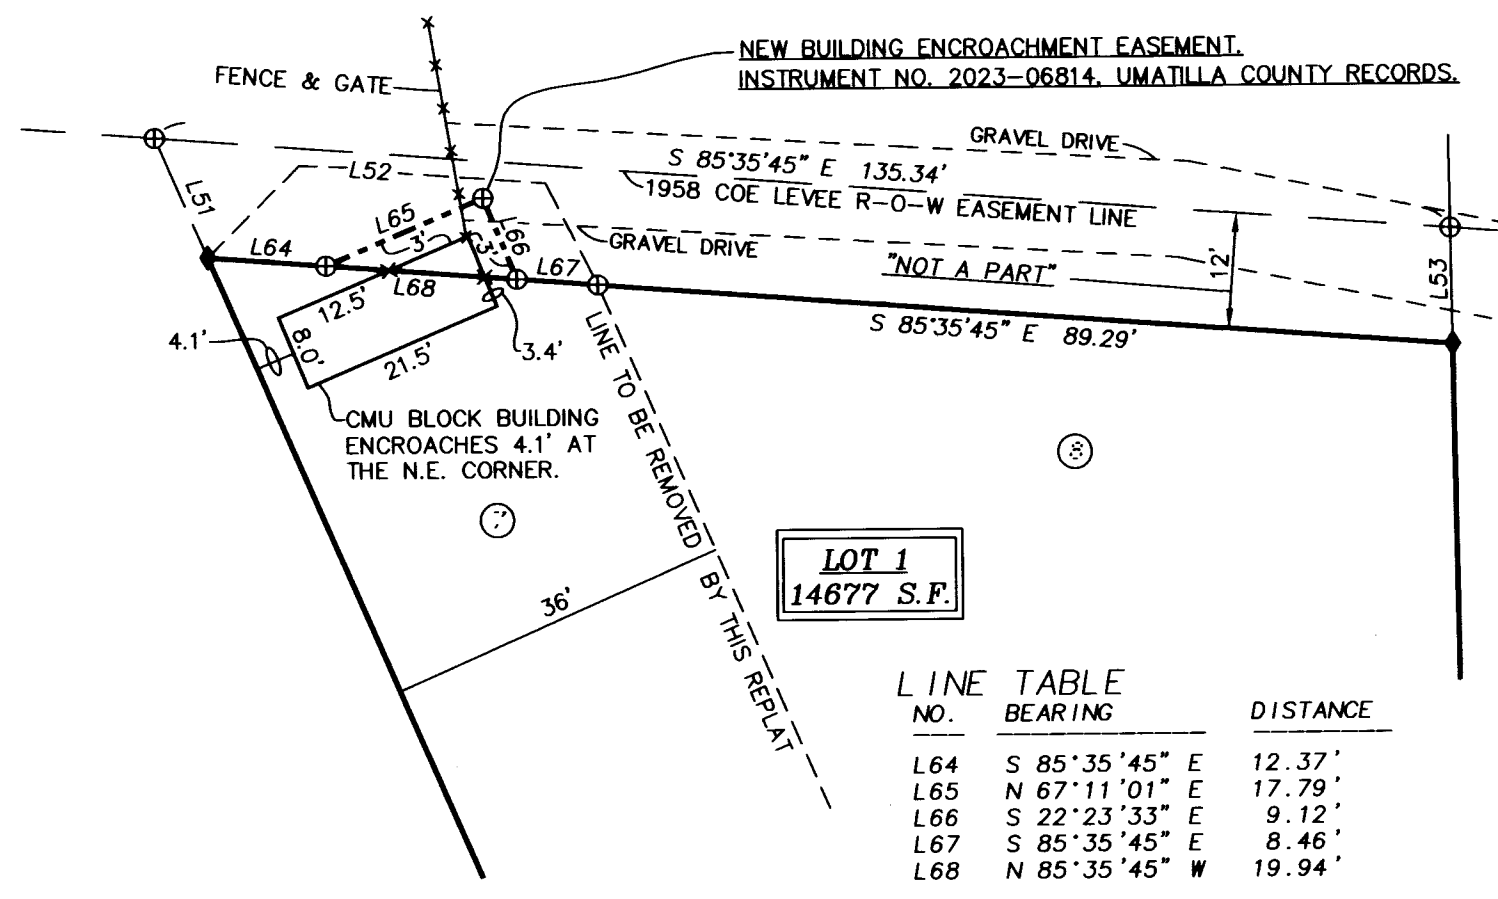 NEW BUILDING ENCROACHMENT EASEMENT.
INSTRUMENT NO. 2023-06814, UMATILLA COUNTY RECORDS.
FENCE & GATE
GRAVEL DRIVE
S 85°35'45" E 135.34'
1958 COE LEVEE R-O-W EASEMENT LINE
L51
L52
L65
3'
L66
3'
L64
GRAVEL DRIVE
L67
"NOT A PART"
12'
L53
L68
12.5'
S 85°35'45" E 89.29'
4.1'
8.0'
21.5'
3.4'
CMU BLOCK BUILDING
ENCROACHES 4.1' AT
THE N.E. CORNER.
LINE TO BE REMOVED BY THIS REPLAT
8
7
36'
LOT 1
14677 S.F.
LINE TABLE
NO. BEARING DISTANCE
L64 S 85°35'45" E 12.37'
L65 N 67°11'01" E 17.79'
L66 S 22°23'33" E 9.12'
L67 S 85°35'45" E 8.46'
L68 N 85°35'45" W 19.94'